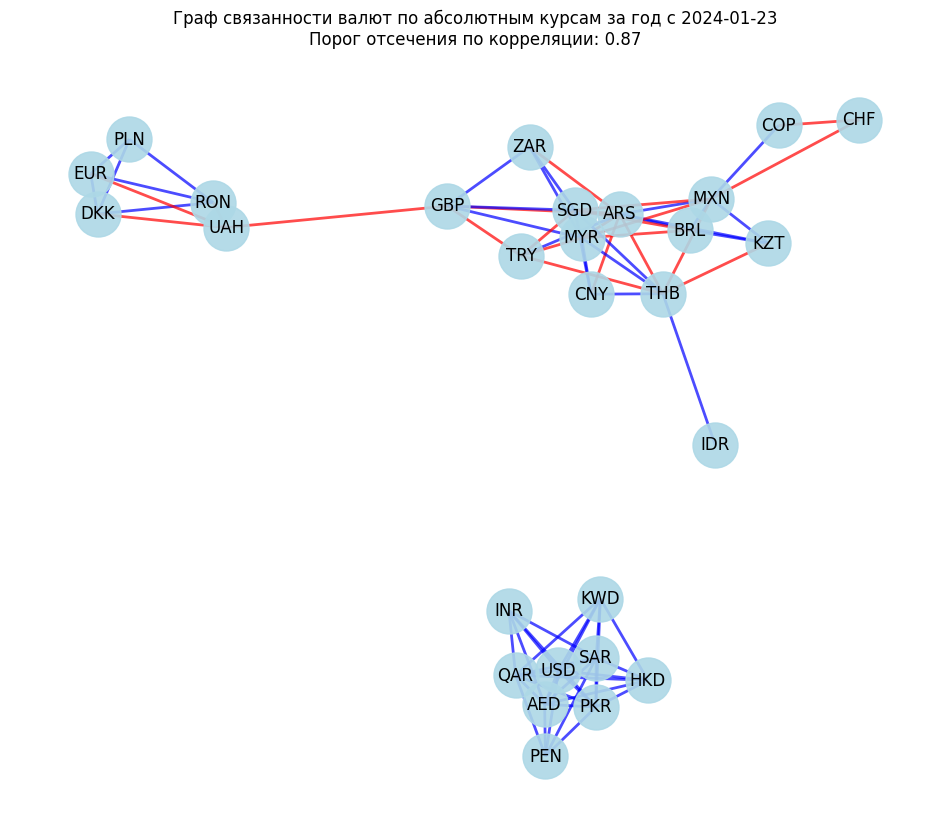 Граф связанности валют по абсолютным курсам за год с 2024-01-23
Порог отсечения по корреляции: 0.87
COP
CHF
PLN
ZAR
EUR
RON
DKK
UAH
GBP
SGD
ARS
MXN
MYR
BRL
KZT
TRY
CNY
THB
IDR
INR
KWD
QAR
USD
SAR
HKD
AED
PKR
PEN